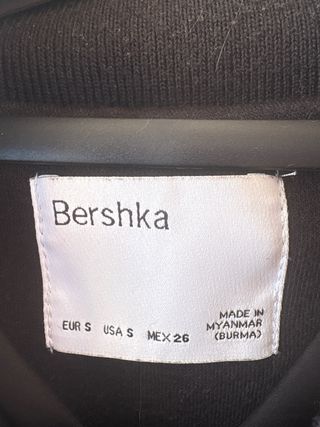 Bershka
EUR S USA S MEX 26
MADE IN
MYANMAR
(BURMA)